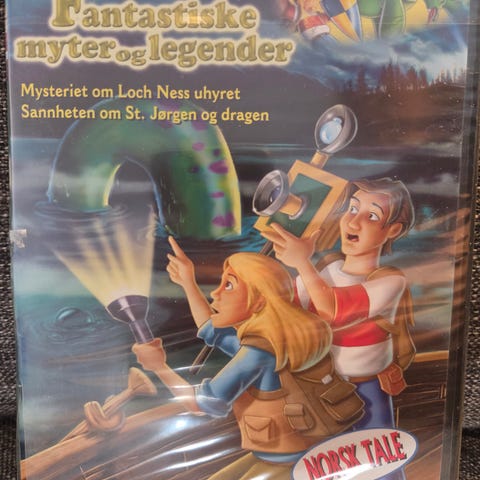 Fantastiske
myter og legender
Mysteriet om Loch Ness uhyret
Sannheten om St. Jørgen og dragen
NORSK TALE